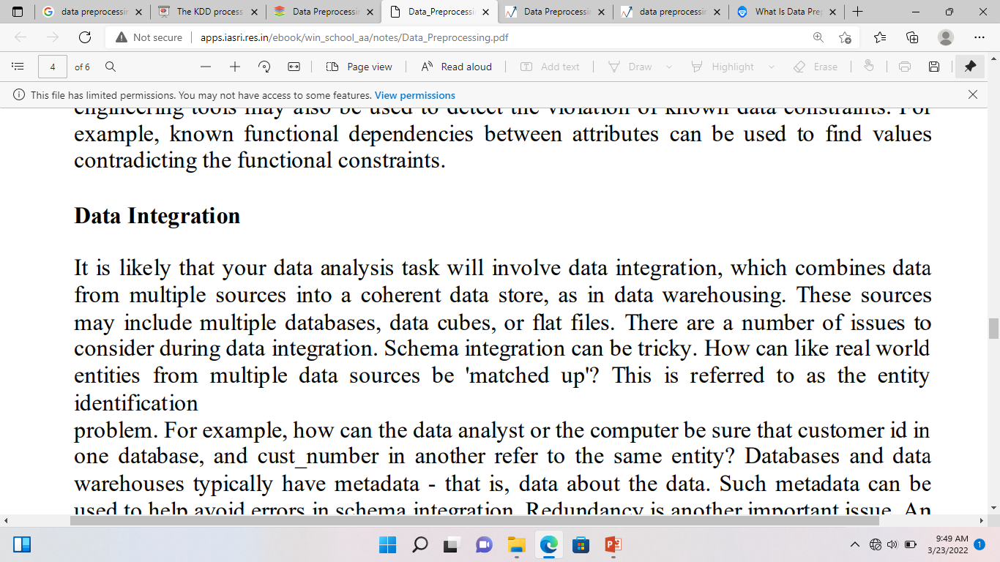 data preprocessin
The KDD process
Data Preprocessin
Data_Preprocessi
Data Preprocessin
data preprocessin
What Is Data Prep
Not secure
apps.iasri.res.in/ebook/win_school_aa/notes/Data_Preprocessing.pdf
4 of 6
Page view
Read aloud
Add text
Draw
Highlight
Erase
This file has limited permissions. You may not have access to some features. View permissions
engineering tools may also be used to detect the violation of known data constraints. For
example, known functional dependencies between attributes can be used to find values
contradicting the functional constraints.
Data Integration
It is likely that your data analysis task will involve data integration, which combines data
from multiple sources into a coherent data store, as in data warehousing. These sources
may include multiple databases, data cubes, or flat files. There are a number of issues to
consider during data integration. Schema integration can be tricky. How can like real world
entities from multiple data sources be 'matched up'? This is referred to as the entity
identification
problem. For example, how can the data analyst or the computer be sure that customer id in
one database, and cust_number in another refer to the same entity? Databases and data
warehouses typically have metadata - that is, data about the data. Such metadata can be
used to help avoid errors in schema integration. Redundancy is another important issue. An
9:49 AM
3/23/2022
1